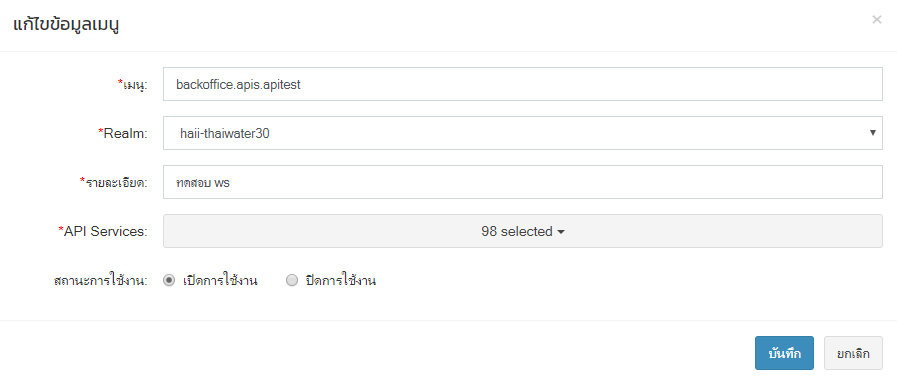 แก้ไขข้อมูลเมนู ×
*เมนู: backoffice.apis.apitest
*Realm: haii-thaiwater30
*รายละเอียด: ทดสอบ ws
*API Services: 98 selected
สถานะการใช้งาน: เปิดการใช้งาน ปิดการใช้งาน
บันทึก ยกเลิก